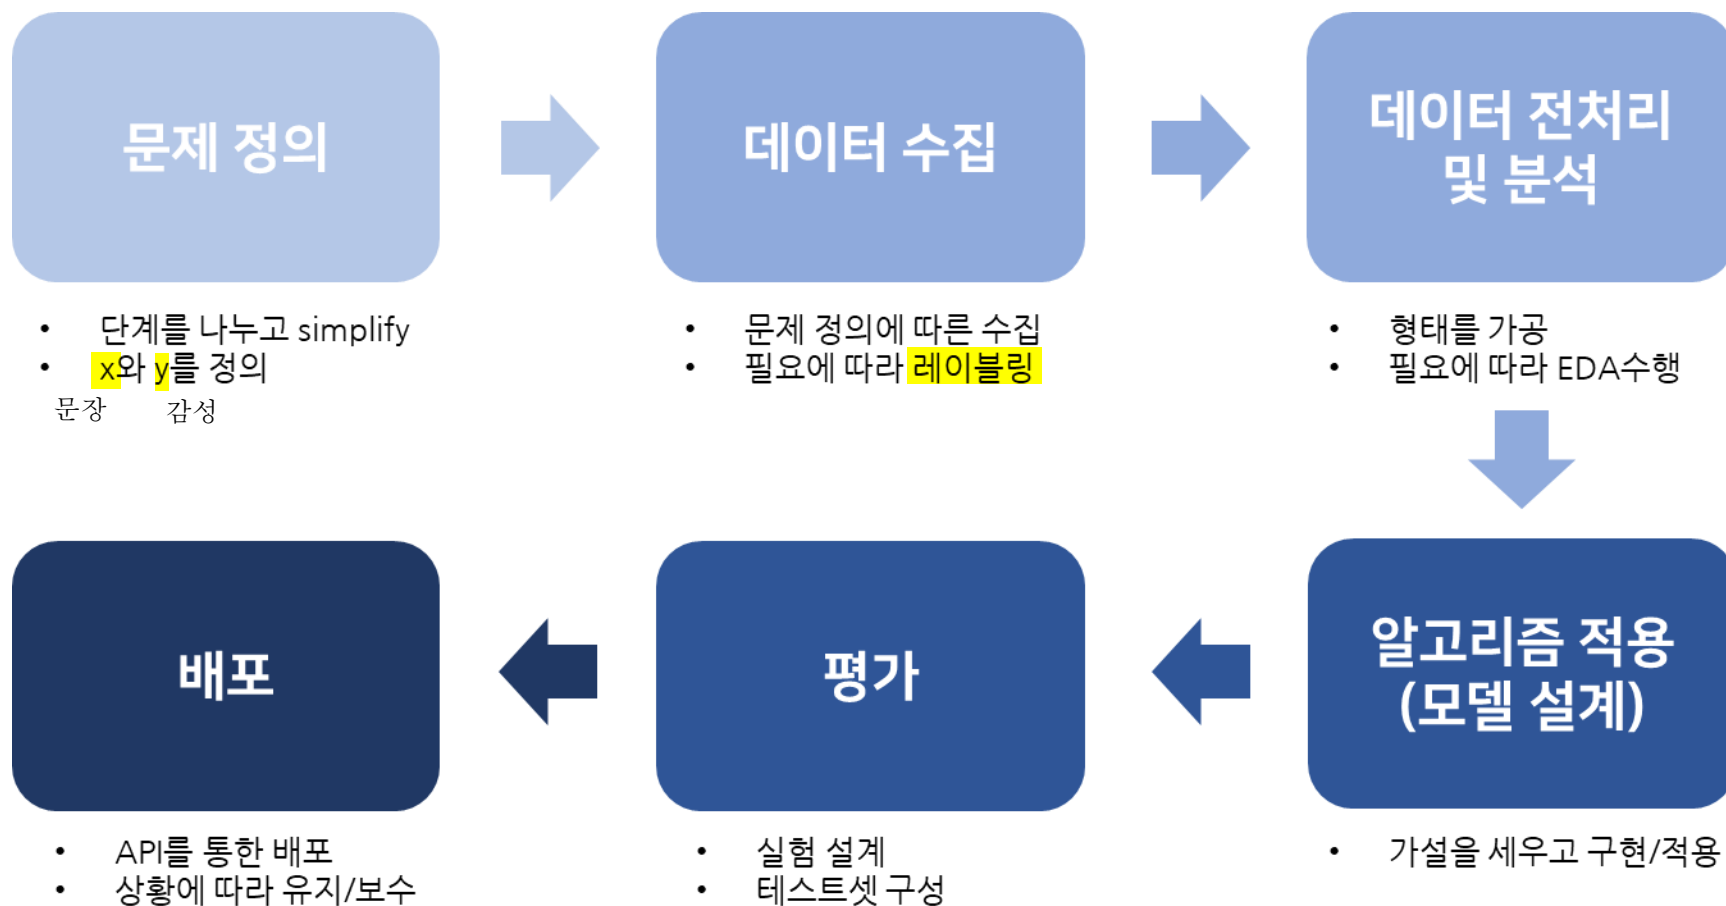 문제 정의
• 단계를 나누고 simplify
• x와 y를 정의
문장 감성
데이터 수집
• 문제 정의에 따른 수집
• 필요에 따라 레이블링
데이터 전처리
및 분석
• 형태를 가공
• 필요에 따라 EDA수행
알고리즘 적용
(모델 설계)
• 가설을 세우고 구현/적용
평가
• 실험 설계
• 테스트셋 구성
배포
• API를 통한 배포
• 상황에 따라 유지/보수